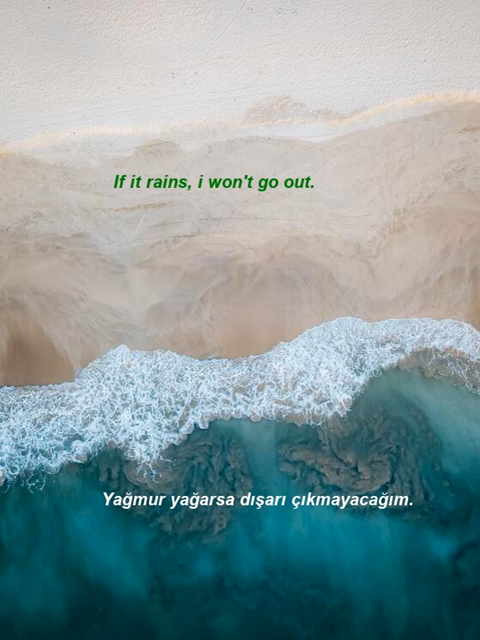 If it rains, i won't go out.
Yağmur yağarsa dışarı çıkmayacağım.